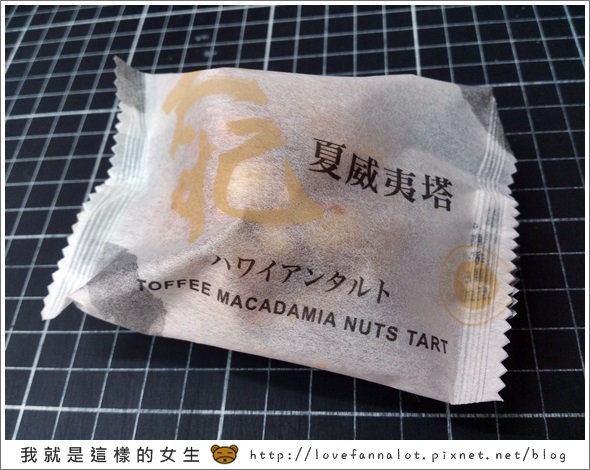 夏威夷塔
ハワイアンタルト
TOFFEE MACADAMIA NUTS TART
我就是這樣的女生 http://lovefannalot.pixnet.net/blog